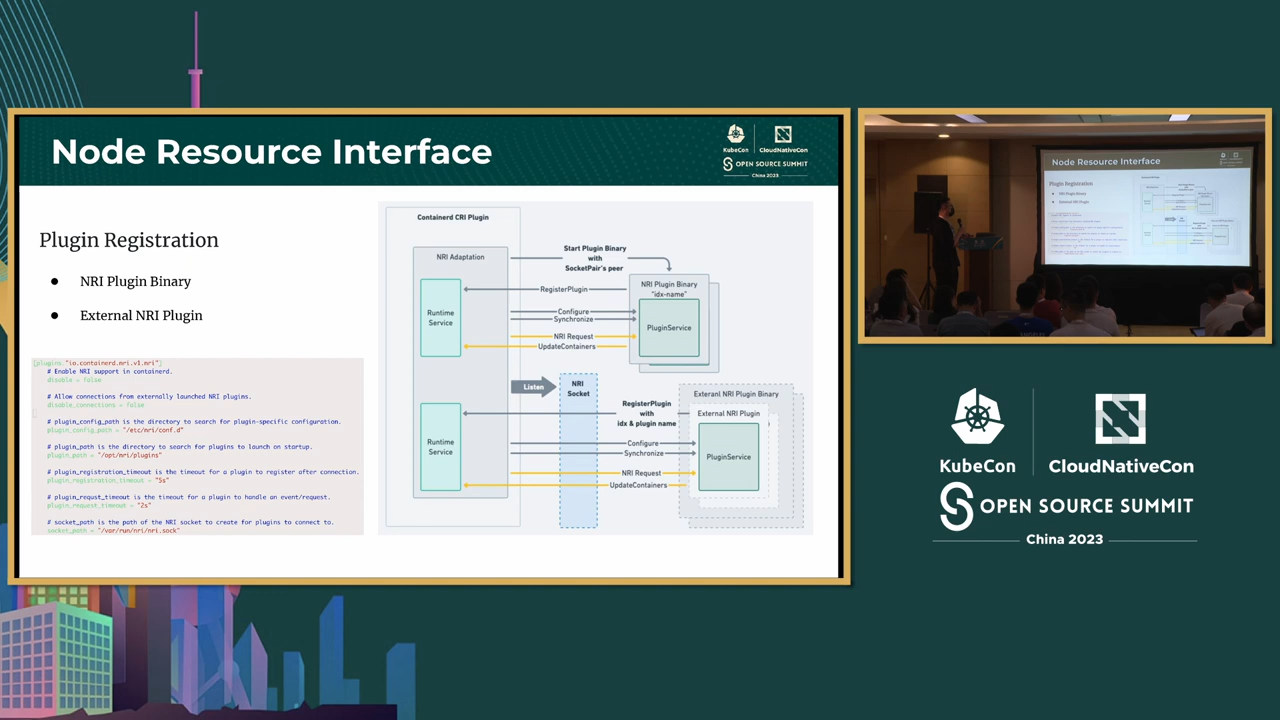 Node Resource Interface
KubeCon
CloudNativeCon
OPEN SOURCE SUMMIT
China 2023
Plugin Registration
● NRI Plugin Binary
● External NRI Plugin
[plugins."io.containerd.nri.v1.nri"]
# Enable NRI support in containerd.
disable = false
# Allow connections from externally launched NRI plugins.
disable_connections = false
# plugin_config_path is the directory to search for plugin-specific configuration.
plugin_config_path = "/etc/nri/conf.d"
# plugin_path is the directory to search for plugins to launch on startup.
plugin_path = "/opt/nri/plugins"
# plugin_registration_timeout is the timeout for a plugin to register after connection.
plugin_registration_timeout = "5s"
# plugin_requst_timeout is the timeout for a plugin to handle an event/request.
plugin_request_timeout = "2s"
# socket_path is the path of the NRI socket to create for plugins to connect to.
socket_path = "/var/run/nri/nri.sock"
Containerd CRI Plugin
NRI Adaptation
Start Plugin Binary
with
SocketPair's peer
Runtime
Service
RegisterPlugin
Configure
Synchronize
NRI Request
UpdateContainers
NRI Plugin Binary
"idx-name"
PluginService
Listen
NRI
Socket
Runtime
Service
RegisterPlugin
with
idx & plugin name
Configure
Synchronize
NRI Request
UpdateContainers
Exteranl NRI Plugin Binary
External NRI Plugin
PluginService
Node Resource Interface
Plugin Registration
NRI Plugin Binary
External NRI Plugin
KubeCon
CloudNativeCon
OPEN SOURCE SUMMIT
China 2023